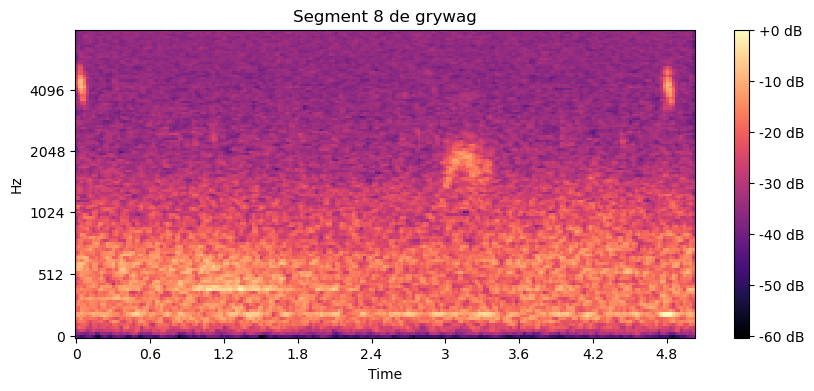 Segment 8 de grywag
+0 dB
-10 dB
-20 dB
-30 dB
-40 dB
-50 dB
-60 dB
4096
2048
1024
512
0
Hz
0 0.6 1.2 1.8 2.4 3 3.6 4.2 4.8
Time